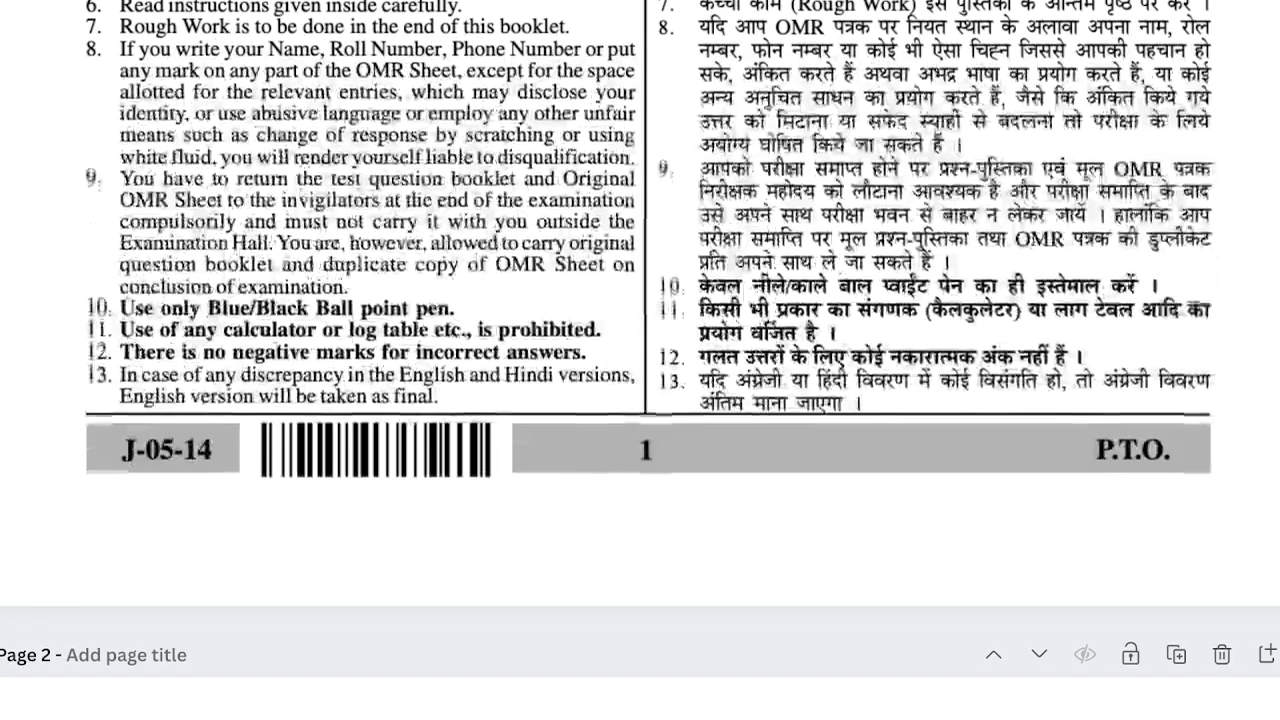 6. Read instructions given inside carefully.
7. Rough Work is to be done in the end of this booklet.
8. If you write your Name, Roll Number, Phone Number or put
any mark on any part of the OMR Sheet, except for the space
allotted for the relevant entries, which may disclose your
identity, or use abusive language or employ any other unfair
means such as change of response by scratching or using
white fluid, you will render yourself liable to disqualification.
9. You have to return the test question booklet and Original
OMR Sheet to the invigilators at the end of the examination
compulsorily and must not carry it with you outside the
Examination Hall. You are, however, allowed to carry original
question booklet and duplicate copy of OMR Sheet on
conclusion of examination.
10. Use only Blue/Black Ball point pen.
11. Use of any calculator or log table etc., is prohibited.
12. There is no negative marks for incorrect answers.
13. In case of any discrepancy in the English and Hindi versions,
English version will be taken as final.
7. कच्चा काम (Rough Work) इस पुस्तिका के अन्तिम पृष्ठ पर करें ।
8. यदि आप OMR पत्रक पर नियत स्थान के अलावा अपना नाम, रोल
नम्बर, फोन नम्बर या कोई भी ऐसा चिह्न जिससे आपकी पहचान हो
सके, अंकित करते हैं अथवा अभद्र भाषा का प्रयोग करते हैं, या कोई
अन्य अनुचित साधन का प्रयोग करते हैं, जैसे कि अंकित किये गये
उत्तर को मिटाना या सफेद स्याही से बदलना तो परीक्षा के लिये
अयोग्य घोषित किये जा सकते हैं ।
9. आपको परीक्षा समाप्त होने पर प्रश्न-पुस्तिका एवं मूल OMR पत्रक
निरीक्षक महोदय को लौटाना आवश्यक है और परीक्षा समाप्ति के बाद
उसे अपने साथ परीक्षा भवन से बाहर न लेकर जायें । हालांकि आप
परीक्षा समाप्ति पर मूल प्रश्न-पुस्तिका तथा OMR पत्रक की डुप्लीकेट
प्रति अपने साथ ले जा सकते हैं ।
10. केवल नीले/काले बाल प्वाईंट पेन का ही इस्तेमाल करें ।
11. किसी भी प्रकार का संगणक (कैलकुलेटर) या लाग टेबल आदि का
प्रयोग वर्जित है ।
12. गलत उत्तरों के लिए कोई नकारात्मक अंक नहीं हैं ।
13. यदि अंग्रेजी या हिंदी विवरण में कोई विसंगति हो, तो अंग्रेजी विवरण
अंतिम माना जाएगा ।
J-05-14 1 P.T.O.
Page 2 - Add page title